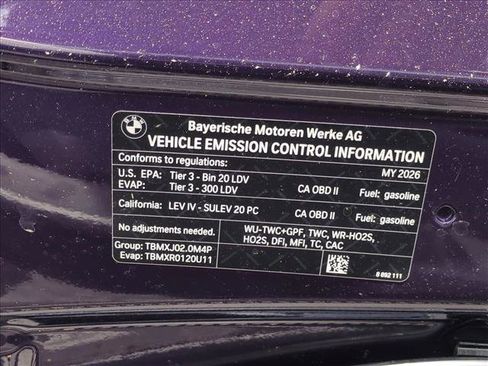 BMW
Bayerische Motoren Werke AG
VEHICLE EMISSION CONTROL INFORMATION
Conforms to regulations: MY 2026
U.S. EPA: Tier 3 - Bin 20 LDV CA OBD II Fuel: gasoline
EVAP: Tier 3 - 300 LDV
California: LEV IV - SULEV 20 PC CA OBD II Fuel: gasoline
No adjustments needed. WU-TWC+GPF, TWC, WR-HO2S,
HO2S, DFI, MFI, TC, CAC
Group: TBMXJ02.0M4P
Evap: TBMXR0120U11
8 892 111